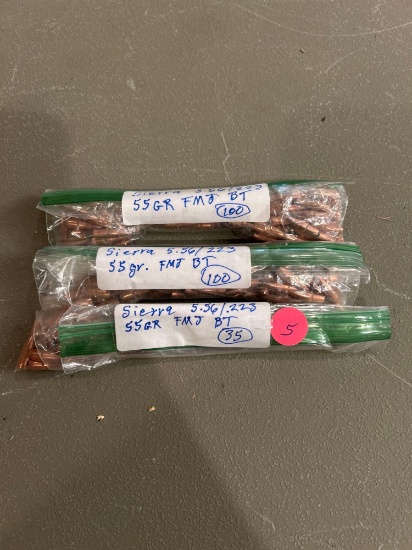 Sierra 5.56/.223
55GR FMJ BT
100
Sierra 5.56/.223
55gr. FMJ BT
100
Sierra 5.56/.223
55GR FMJ BT
35
5